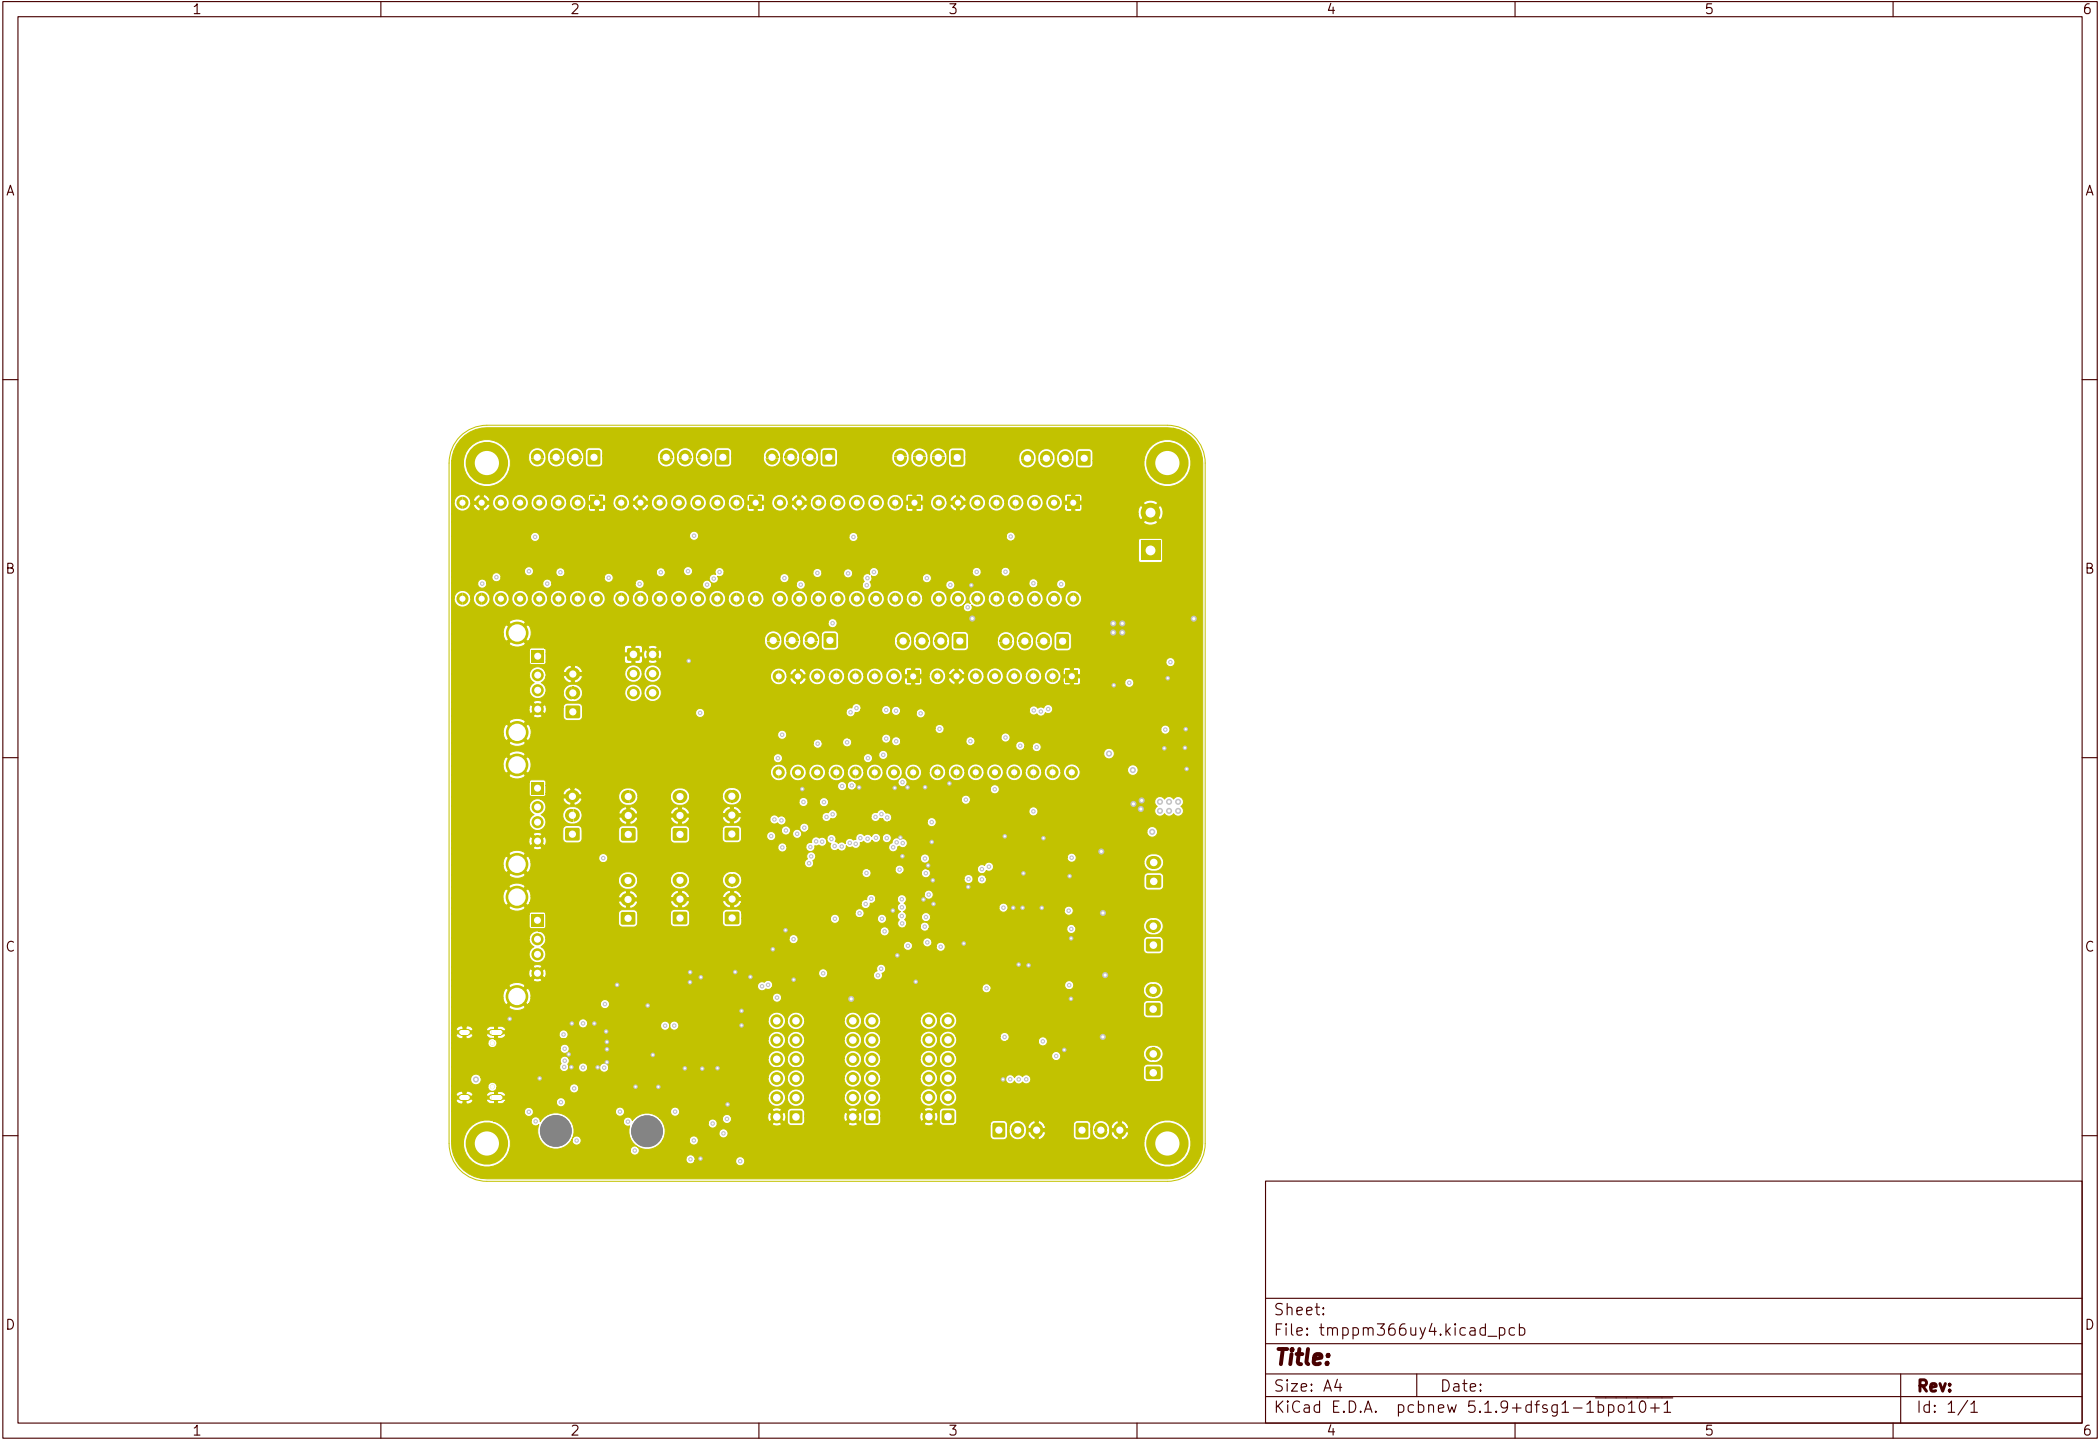 1 2 3 4 5 6
A A
B B
C C
D D
Sheet:
File: tmppm366uy4.kicad_pcb
Title:
Size: A4 Date: Rev:
KiCad E.D.A. pcbnew 5.1.9+dfsg1-1bpo10+1 Id: 1/1
1 2 3 4 5 6